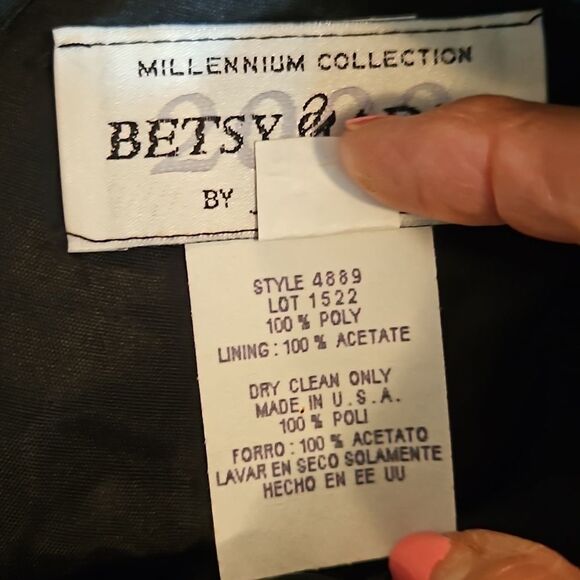 MILLENNIUM COLLECTION
BETSY &
BY
STYLE 4889
LOT 1522
100 % POLY
LINING : 100 % ACETATE
DRY CLEAN ONLY
MADE IN U.S.A.
100 % POLI
FORRO : 100 % ACETATO
LAVAR EN SECO SOLAMENTE
HECHO EN EE UU